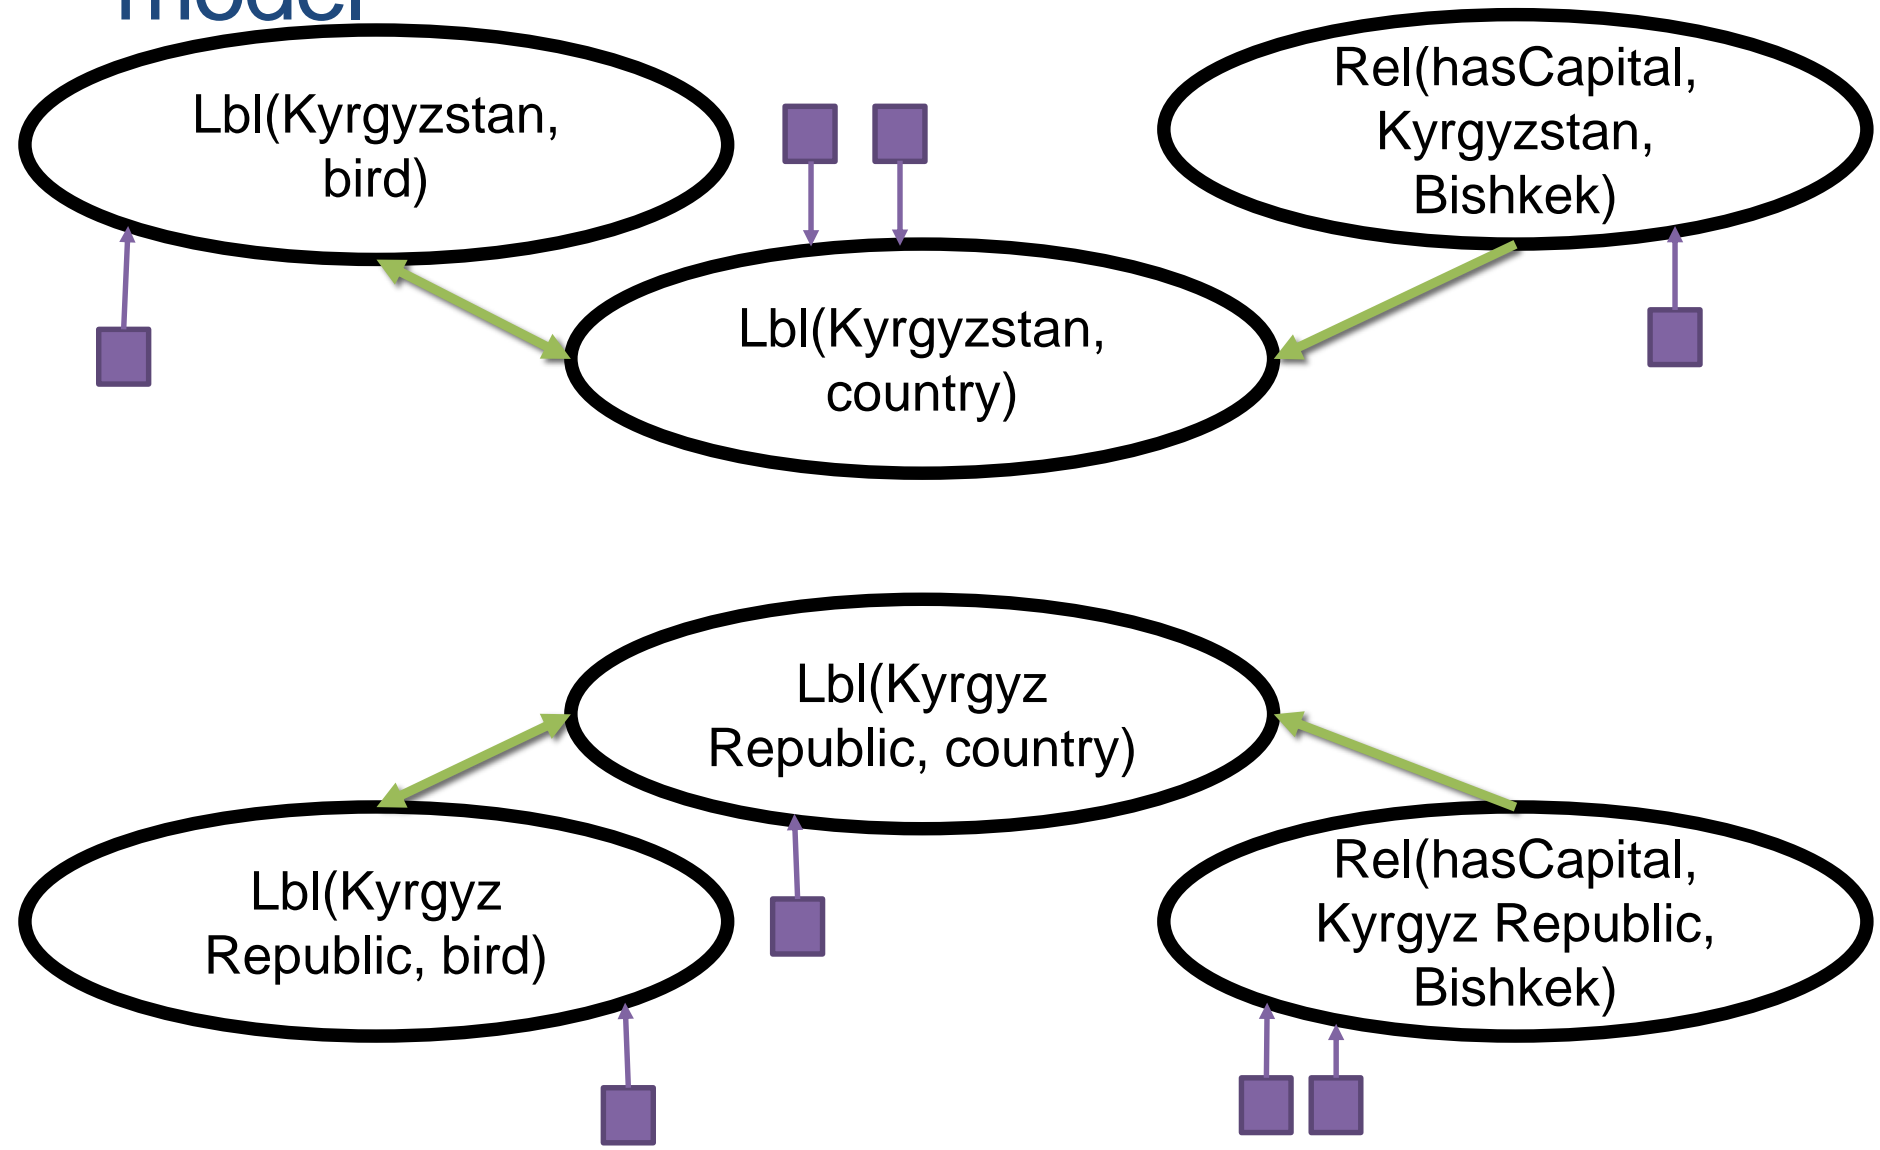 model
Lbl(Kyrgyzstan,
bird)
Rel(hasCapital,
Kyrgyzstan,
Bishkek)
Lbl(Kyrgyzstan,
country)
Lbl(Kyrgyz
Republic, country)
Lbl(Kyrgyz
Republic, bird)
Rel(hasCapital,
Kyrgyz Republic,
Bishkek)